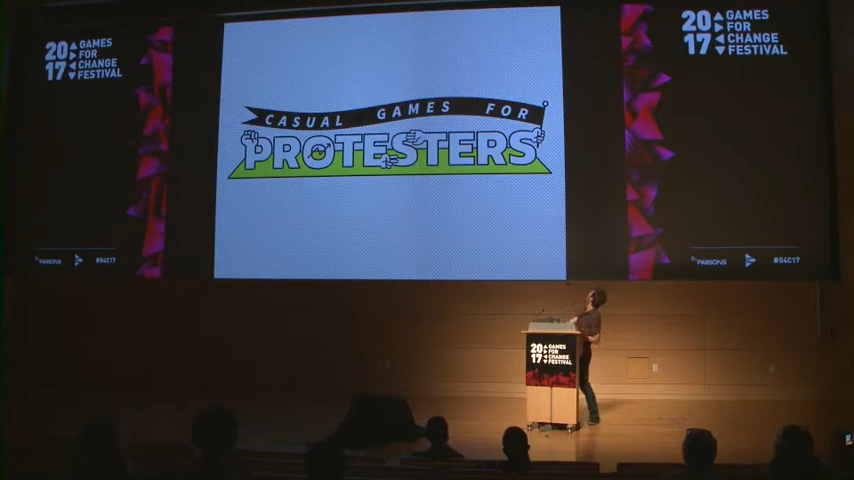 20 GAMES
FOR
17 CHANGE
FESTIVAL
PARSONS
#G4C17
CASUAL GAMES FOR
PROTESTERS
20 GAMES
FOR
17 CHANGE
FESTIVAL
PARSONS
#G4C17
20 GAMES
FOR
17 CHANGE
FESTIVAL